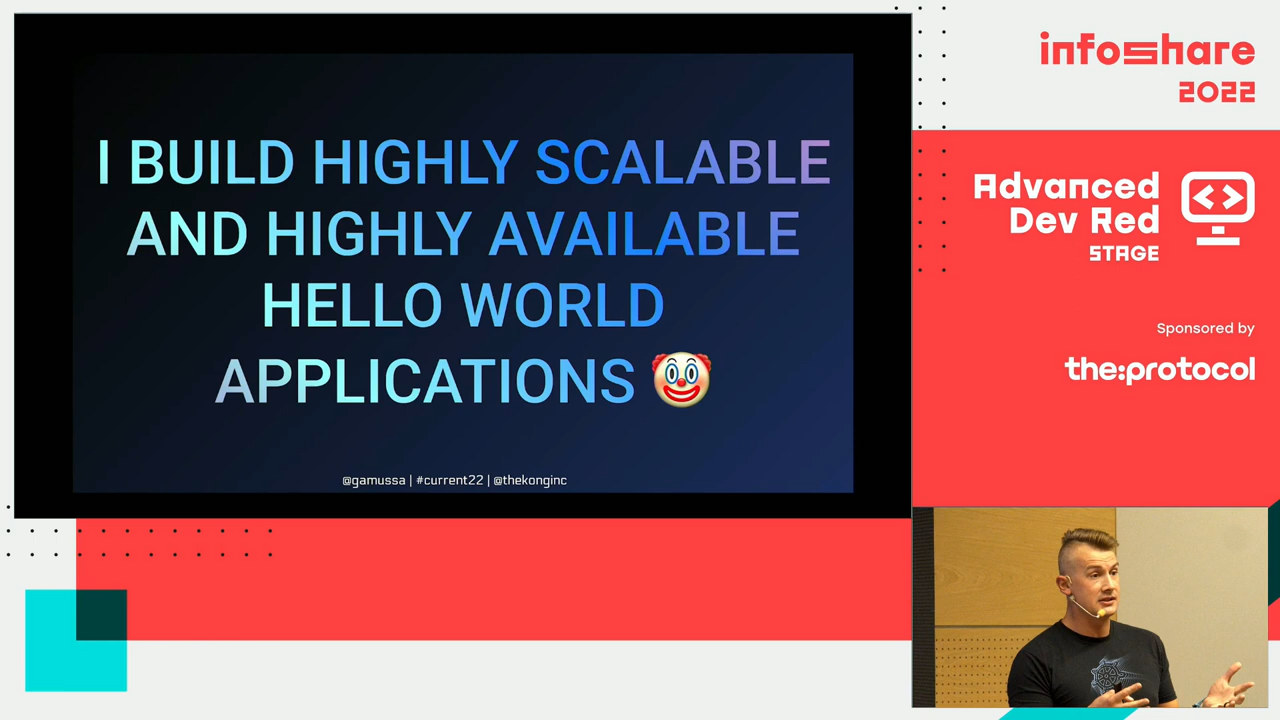 I BUILD HIGHLY SCALABLE
AND HIGHLY AVAILABLE
HELLO WORLD
APPLICATIONS 🤡
@gamussa | #current22 | @thekonginc
infoshare
2022
Advanced
Dev Red
STAGE
Sponsored by
the:protocol